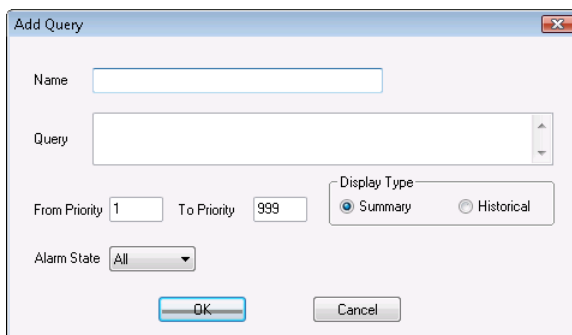 Add Query
Name
Query
Display Type
From Priority 1 To Priority 999 Summary Historical
Alarm State All
OK Cancel